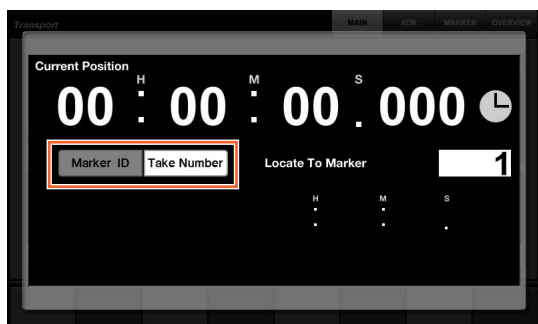 Transport
MAIN ADR MARKER OVERVIEW
Current Position
H M S
00 : 00 : 00 . 000
Marker ID Take Number Locate To Marker 1
H M S
: : .